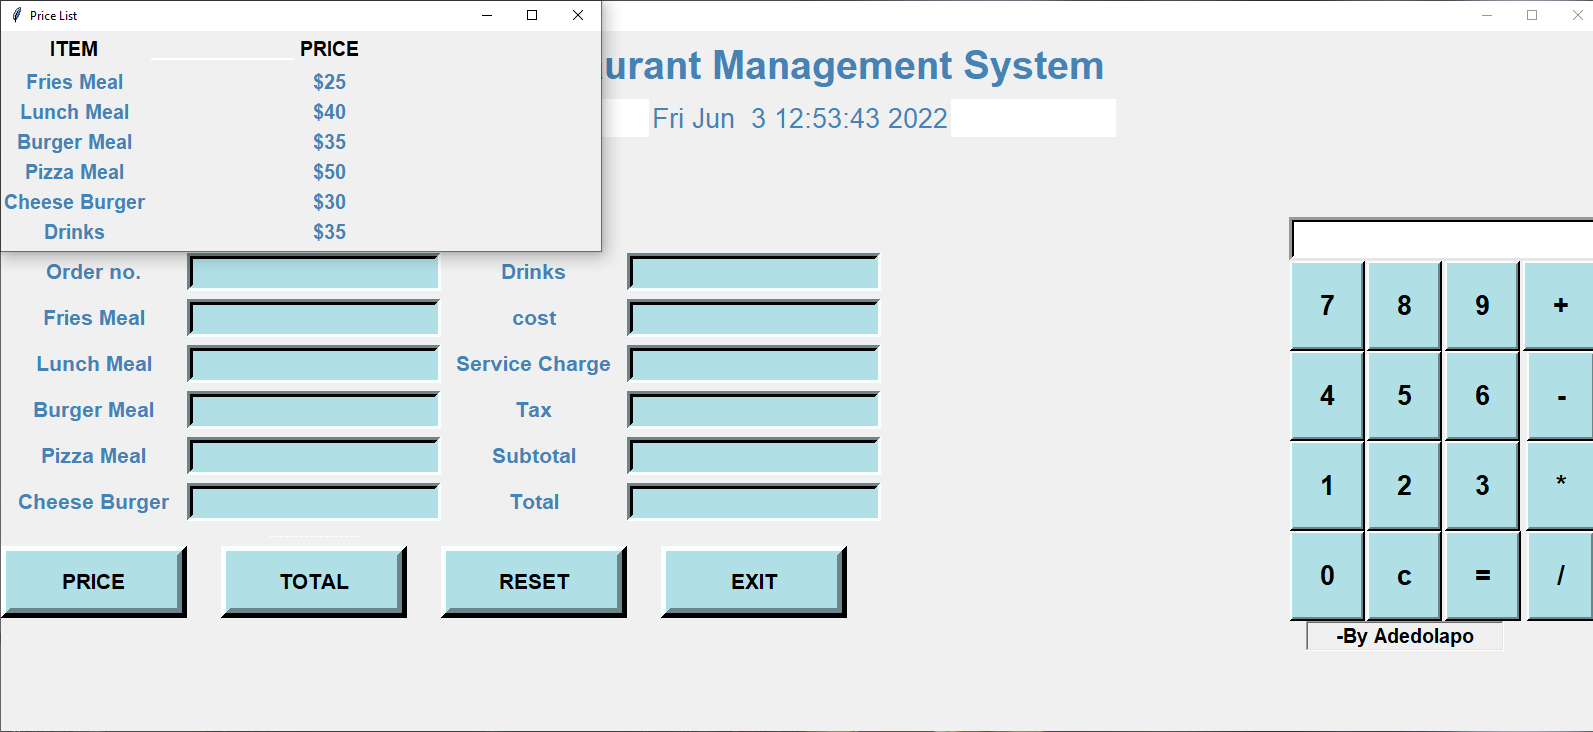 Price List
ITEM PRICE
Fries Meal $25
Lunch Meal $40
Burger Meal $35
Pizza Meal $50
Cheese Burger $30
Drinks $35
Management System
Fri Jun  3 12:53:43 2022
Order no. Drinks
Fries Meal cost
Lunch Meal Service Charge
Burger Meal Tax
Pizza Meal Subtotal
Cheese Burger Total
PRICE TOTAL RESET EXIT
7 8 9 +
4 5 6 -
1 2 3 *
0 c = /
-By Adedolapo